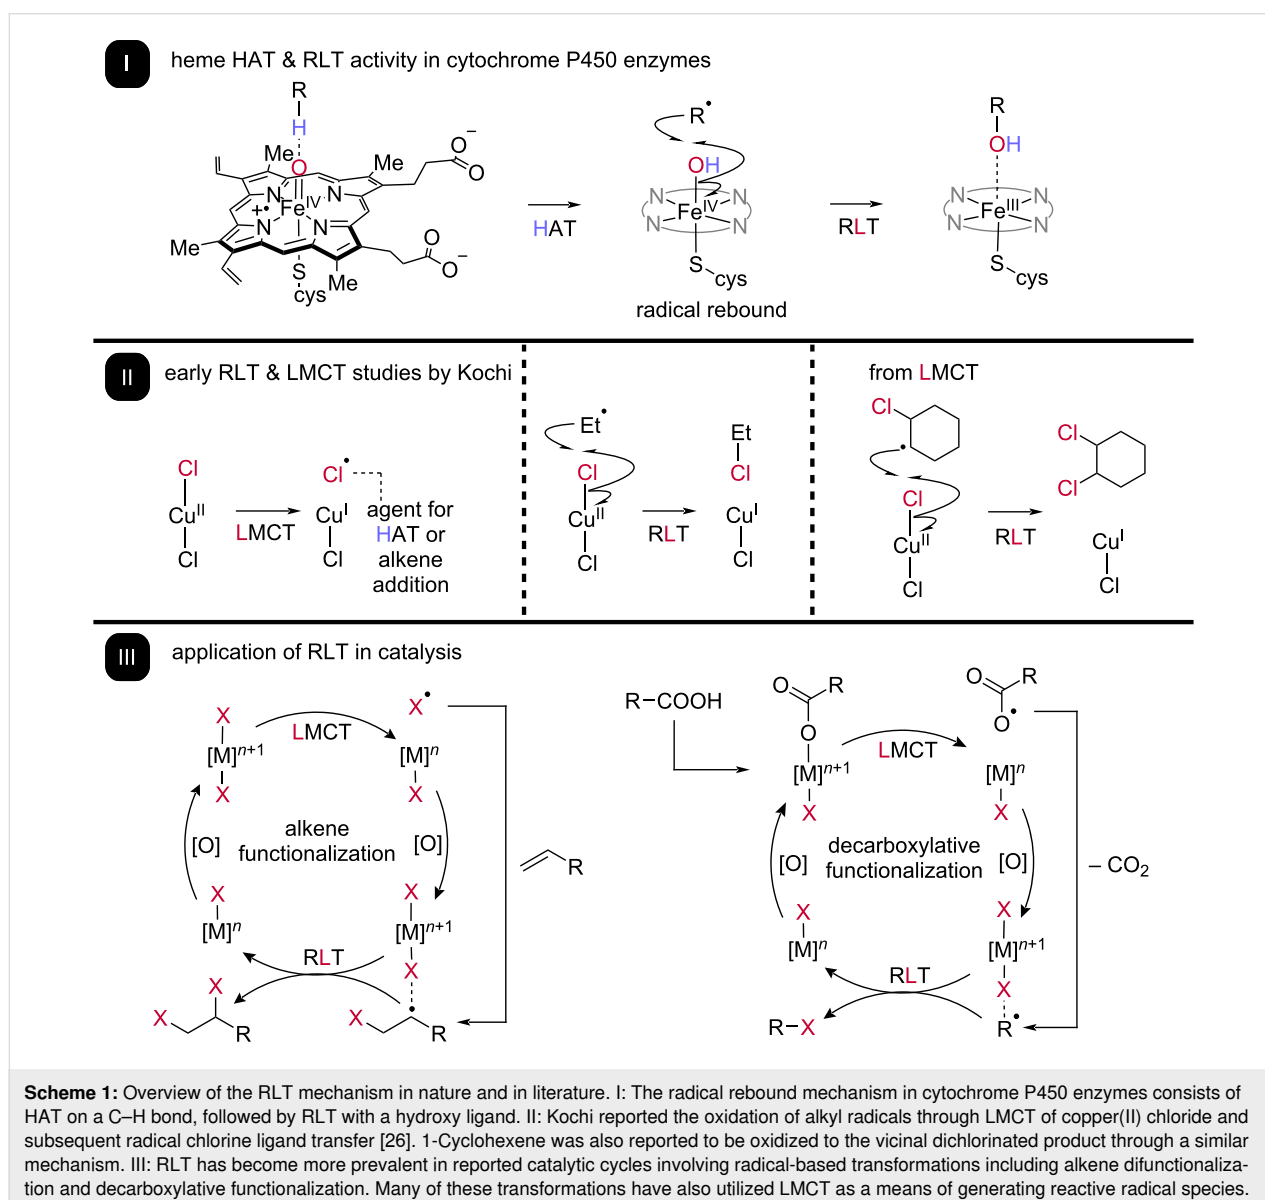 I
heme HAT & RLT activity in cytochrome P450 enzymes
R
H
O
Me
Me
N
N
N
N
Fe^IV
+•
Me
Me
S
cys
O^−
O
O
O^−
HAT
R•
OH
N
N
N
N
Fe^IV
S
cys
radical rebound
RLT
R
OH
N
N
N
N
Fe^III
S
cys
II
early RLT & LMCT studies by Kochi
Cl
Cu^II
Cl
LMCT
Cl•
Cu^I
Cl
agent for
HAT or
alkene
addition
Et•
Cl
Cu^II
Cl
RLT
Et
Cl
Cu^I
Cl
from LMCT
Cl
•
Cl
Cu^II
Cl
RLT
Cl
Cl
Cu^I
Cl
III
application of RLT in catalysis
X
[M]^n+1
X
LMCT
X•
[M]^n
X
[O]
alkene
functionalization
[O]
R
X
[M]^n
X
[M]^n+1
X
RLT
X
X
R
X
•
R
R–COOH
O
R
O
[M]^n+1
X
LMCT
O
R
O•
[M]^n
X
[O]
decarboxylative
functionalization
[O]
– CO2
X
[M]^n
X
[M]^n+1
X
RLT
R–X
R•
Scheme 1: Overview of the RLT mechanism in nature and in literature. I: The radical rebound mechanism in cytochrome P450 enzymes consists of
HAT on a C–H bond, followed by RLT with a hydroxy ligand. II: Kochi reported the oxidation of alkyl radicals through LMCT of copper(II) chloride and
subsequent radical chlorine ligand transfer [26]. 1-Cyclohexene was also reported to be oxidized to the vicinal dichlorinated product through a similar
mechanism. III: RLT has become more prevalent in reported catalytic cycles involving radical-based transformations including alkene difunctionaliza-
tion and decarboxylative functionalization. Many of these transformations have also utilized LMCT as a means of generating reactive radical species.